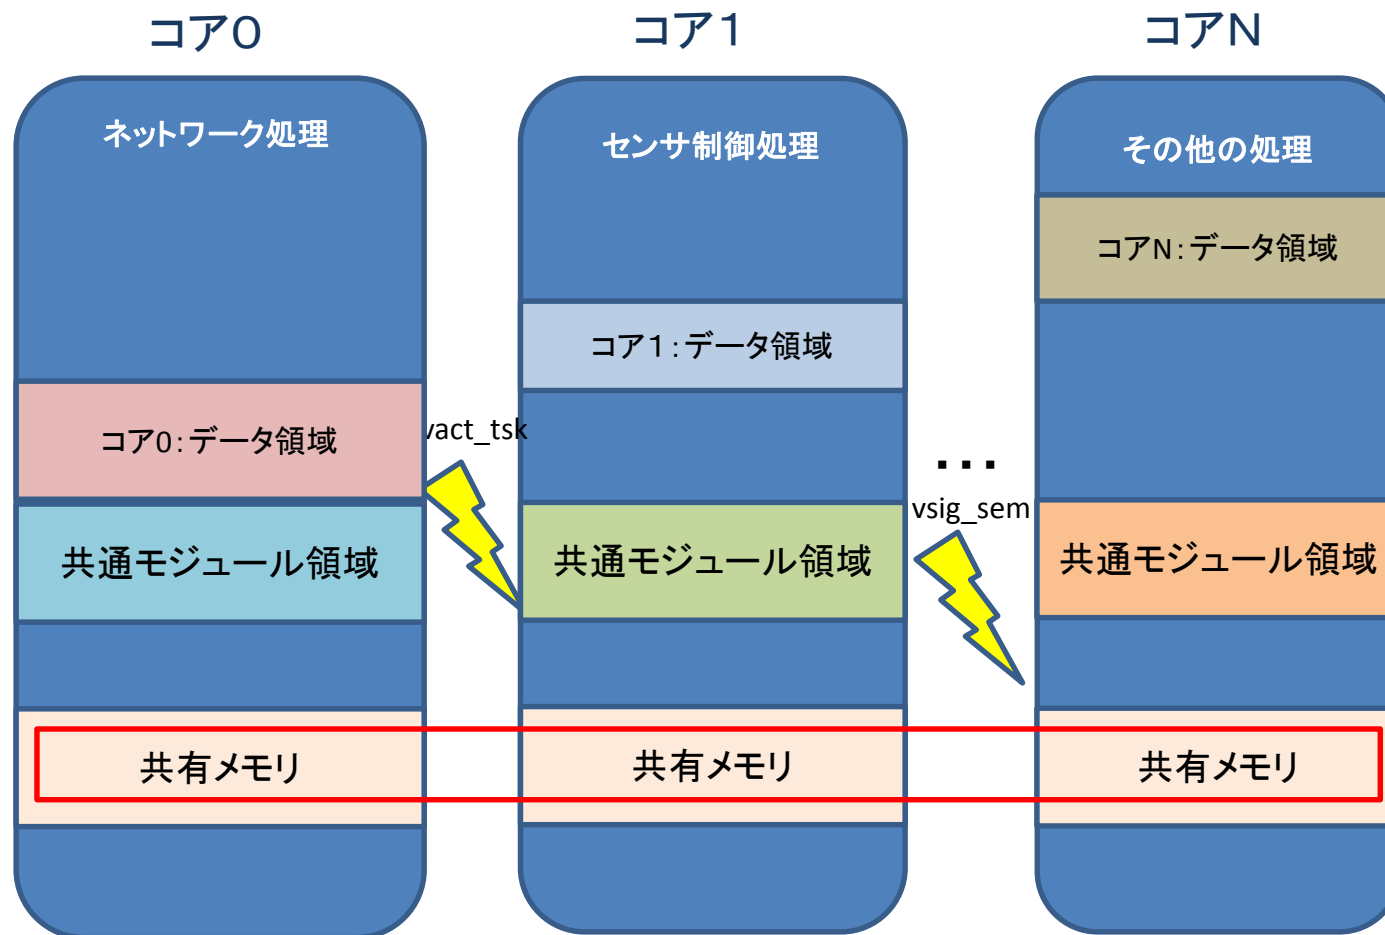 コア0
コア1
コアN
ネットワーク処理
センサ制御処理
その他の処理
コアN:データ領域
コア1:データ領域
コア0:データ領域
vact_tsk
...
vsig_sem
共通モジュール領域
共通モジュール領域
共通モジュール領域
共有メモリ
共有メモリ
共有メモリ